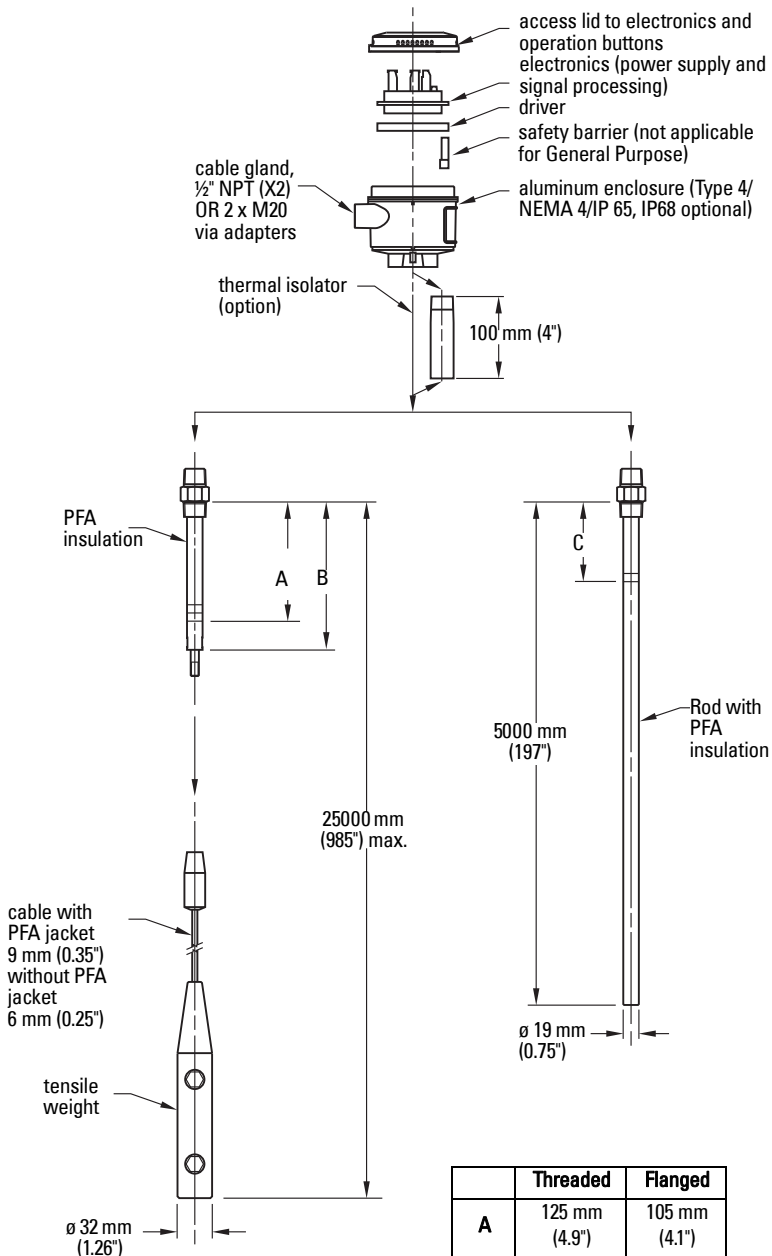 access lid to electronics and
operation buttons
electronics (power supply and
signal processing)
driver
safety barrier (not applicable
for General Purpose)
cable gland,
½" NPT (X2)
OR 2 x M20
via adapters
aluminum enclosure (Type 4/
NEMA 4/IP 65, IP68 optional)
thermal isolator
(option)
100 mm (4")
PFA
insulation
A
B
C
5000 mm
(197")
Rod with
PFA
insulation
25000 mm
(985") max.
cable with
PFA jacket
9 mm (0.35")
without PFA
jacket
6 mm (0.25")
ø 19 mm
(0.75")
tensile
weight
ø 32 mm
(1.26")
Threaded Flanged
A 125 mm 105 mm
(4.9") (4.1")